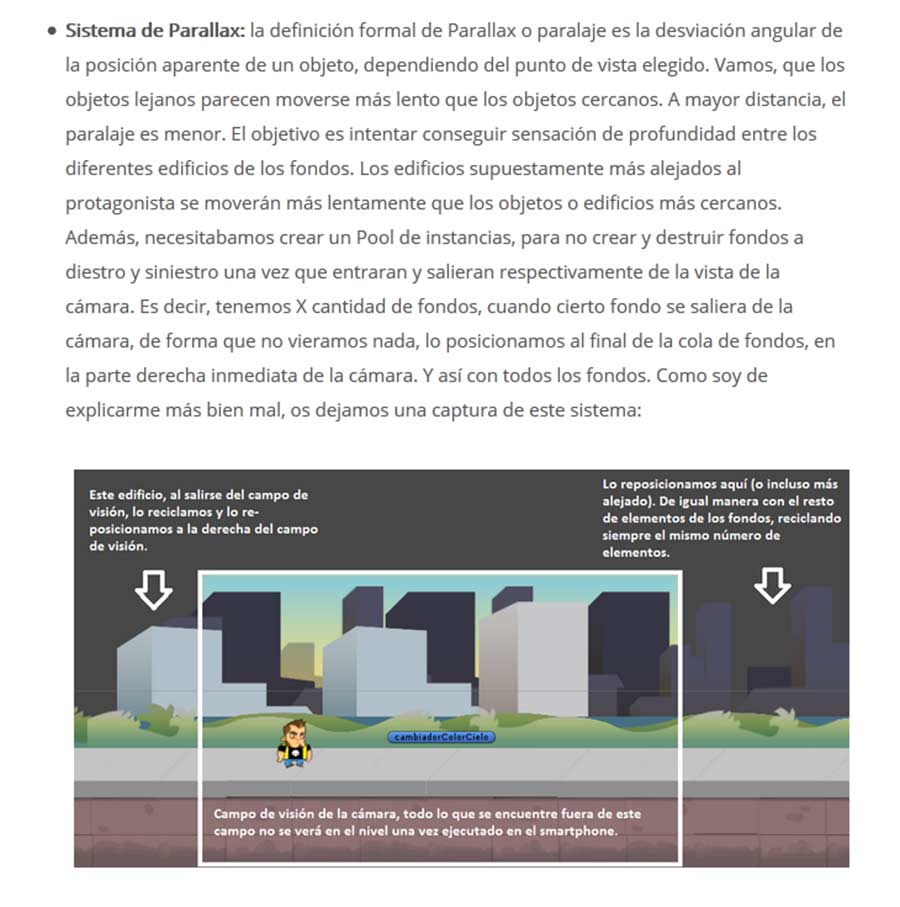 • Sistema de Parallax: la definición formal de Parallax o paralaje es la desviación angular de
la posición aparente de un objeto, dependiendo del punto de vista elegido. Vamos, que los
objetos lejanos parecen moverse más lento que los objetos cercanos. A mayor distancia, el
paralaje es menor. El objetivo es intentar conseguir sensación de profundidad entre los
diferentes edificios de los fondos. Los edificios supuestamente más alejados al
protagonista se moverán más lentamente que los objetos o edificios más cercanos.
Además, necesitabamos crear un Pool de instancias, para no crear y destruir fondos a
diestro y siniestro una vez que entraran y salieran respectivamente de la vista de la
cámara. Es decir, tenemos X cantidad de fondos, cuando cierto fondo se saliera de la
cámara, de forma que no vieramos nada, lo posicionamos al final de la cola de fondos, en
la parte derecha inmediata de la cámara. Y así con todos los fondos. Como soy de
explicarme más bien mal, os dejamos una captura de este sistema:
Este edificio, al salirse del campo de
visión, lo reciclamos y lo re-
posicionamos a la derecha del campo
de visión.
Lo reposicionamos aquí (o incluso más
alejado). De igual manera con el resto
de elementos de los fondos, reciclando
siempre el mismo número de
elementos.
cambiadorColorCielo
Campo de visión de la cámara, todo lo que se encuentre fuera de este
campo no se verá en el nivel una vez ejecutado en el smartphone.